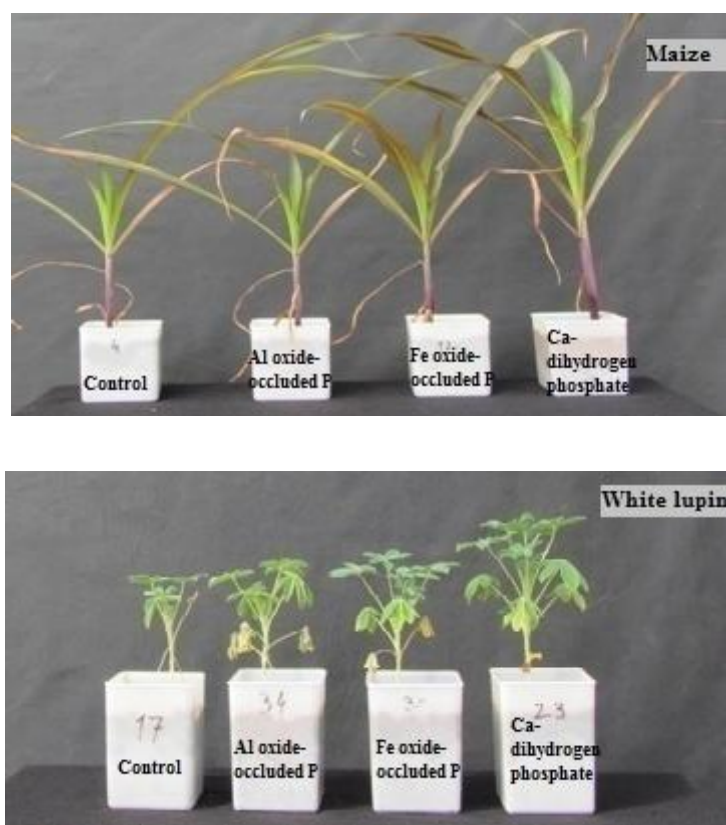 Maize
Control
Al oxide-
occluded P
Fe oxide-
occluded P
Ca-
dihydrogen
phosphate
White lupin
17
34
23
Control
Al oxide-
occluded P
Fe oxide-
occluded P
Ca-
dihydrogen
phosphate